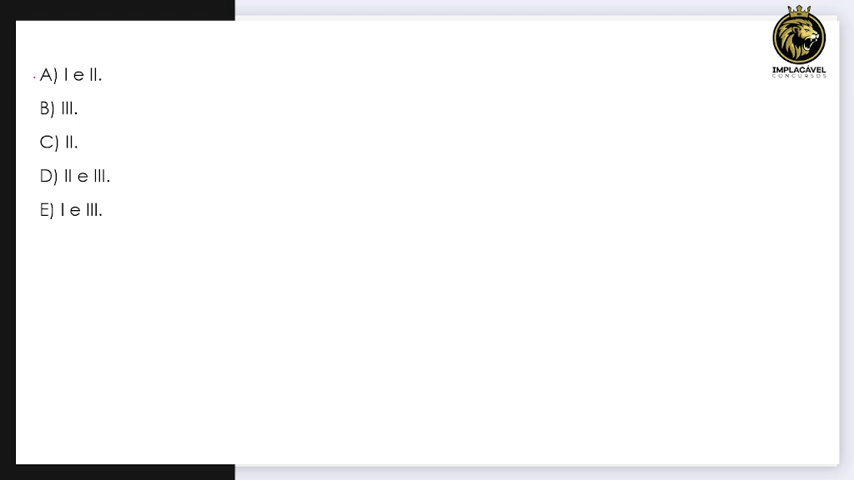 IMPLACÁVEL
CONCURSOS
A) I e II.
B) III.
C) II.
D) II e III.
E) I e III.